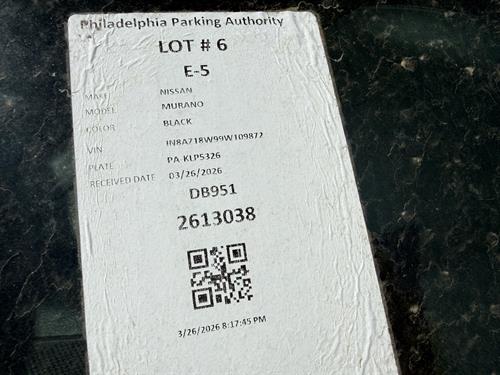 Philadelphia Parking Authority
LOT # 6
E-5
MAKE NISSAN
MODEL MURANO
COLOR BLACK
VIN JN8AZ18W99W109872
PLATE PA-KLP5326
RECEIVED DATE 03/26/2026
DB951
2613038
3/26/2026 8:17:45 PM